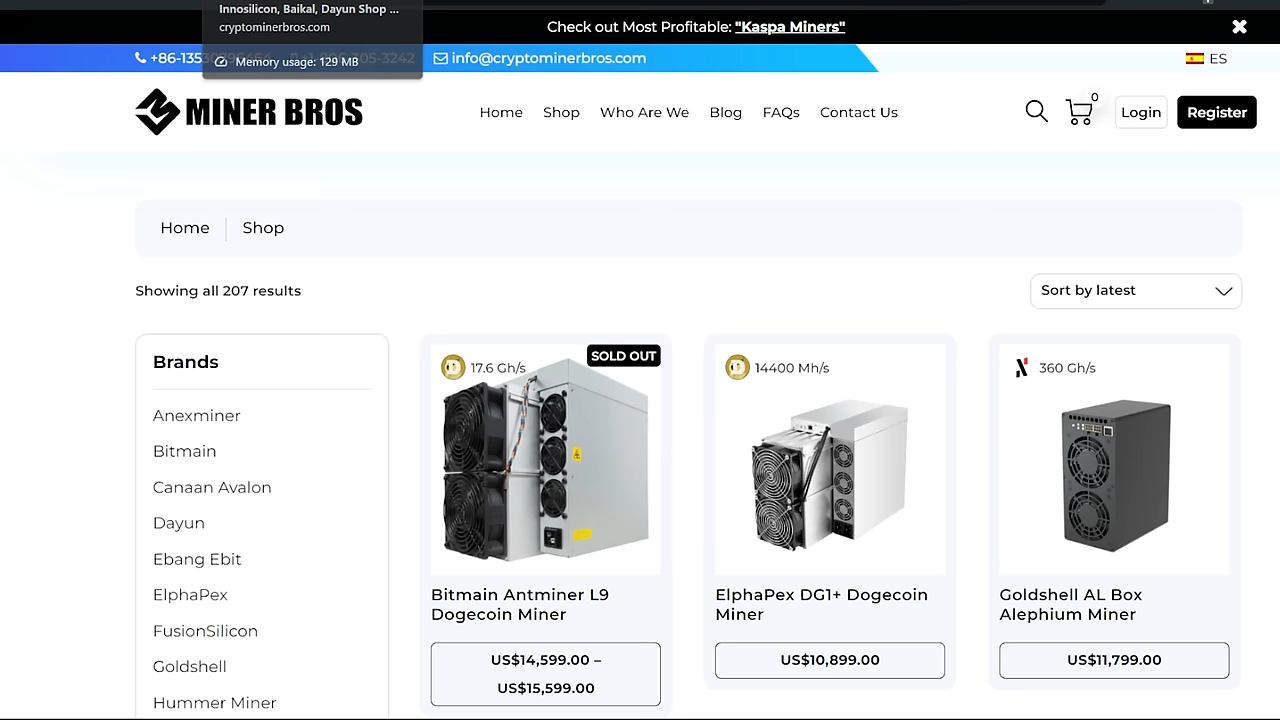 Innosilicon, Baikal, Dayun Shop ...
cryptominerbros.com
Memory usage: 129 MB
Check out Most Profitable: "Kaspa Miners"
info@cryptominerbros.com
ES
MINER BROS
Home
Shop
Who Are We
Blog
FAQs
Contact Us
0
Login
Register
Home
Shop
Showing all 207 results
Sort by latest
Brands
Anexminer
Bitmain
Canaan Avalon
Dayun
Ebang Ebit
ElphaPex
FusionSilicon
Goldshell
Hummer Miner
17.6 Gh/s
SOLD OUT
Bitmain Antminer L9
Dogecoin Miner
US$14,599.00 –
US$15,599.00
14400 Mh/s
ElphaPex DG1+ Dogecoin
Miner
US$10,899.00
360 Gh/s
Goldshell AL Box
Alephium Miner
US$11,799.00